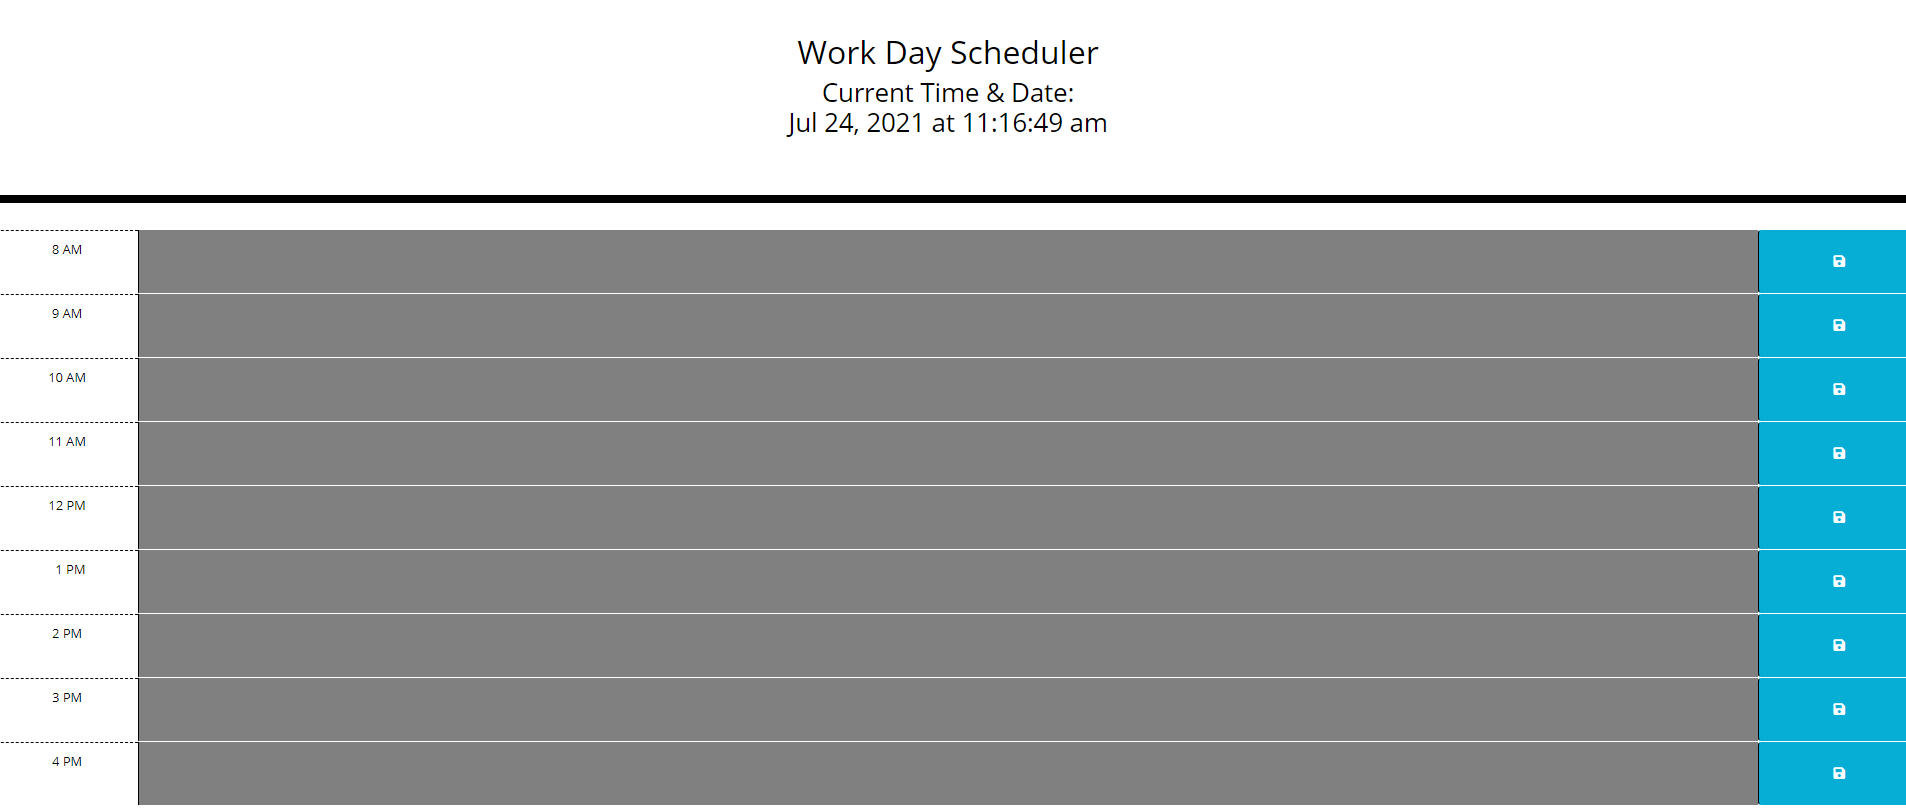 Work Day Scheduler
Current Time & Date:
Jul 24, 2021 at 11:16:49 am
8 AM
9 AM
10 AM
11 AM
12 PM
1 PM
2 PM
3 PM
4 PM